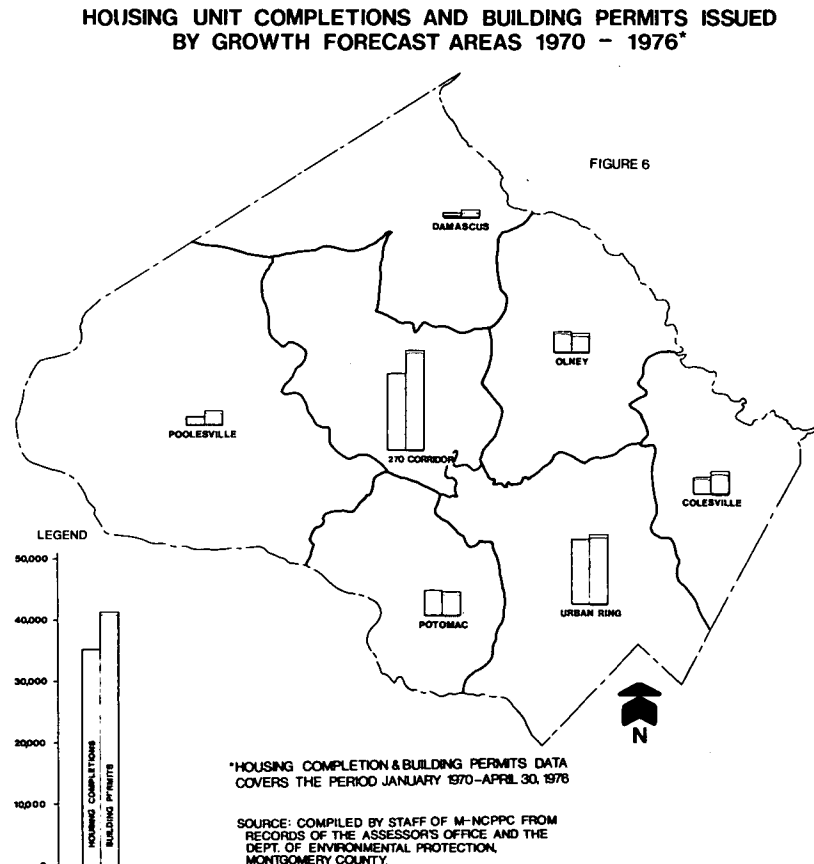 HOUSING UNIT COMPLETIONS AND BUILDING PERMITS ISSUED
BY GROWTH FORECAST AREAS 1970 - 1976*
FIGURE 6
DAMASCUS
OLNEY
POOLESVILLE
270 CORRIDOR
COLESVILLE
LEGEND
50,000
40,000
30,000
20,000
10,000
0
HOUSING COMPLETIONS
BUILDING PERMITS
POTOMAC
URBAN RING
N
*HOUSING COMPLETION & BUILDING PERMITS DATA
COVERS THE PERIOD JANUARY 1970-APRIL 30, 1976
SOURCE: COMPILED BY STAFF OF M-NCPPC FROM
RECORDS OF THE ASSESSOR'S OFFICE AND THE
DEPT. OF ENVIRONMENTAL PROTECTION,
MONTGOMERY COUNTY.